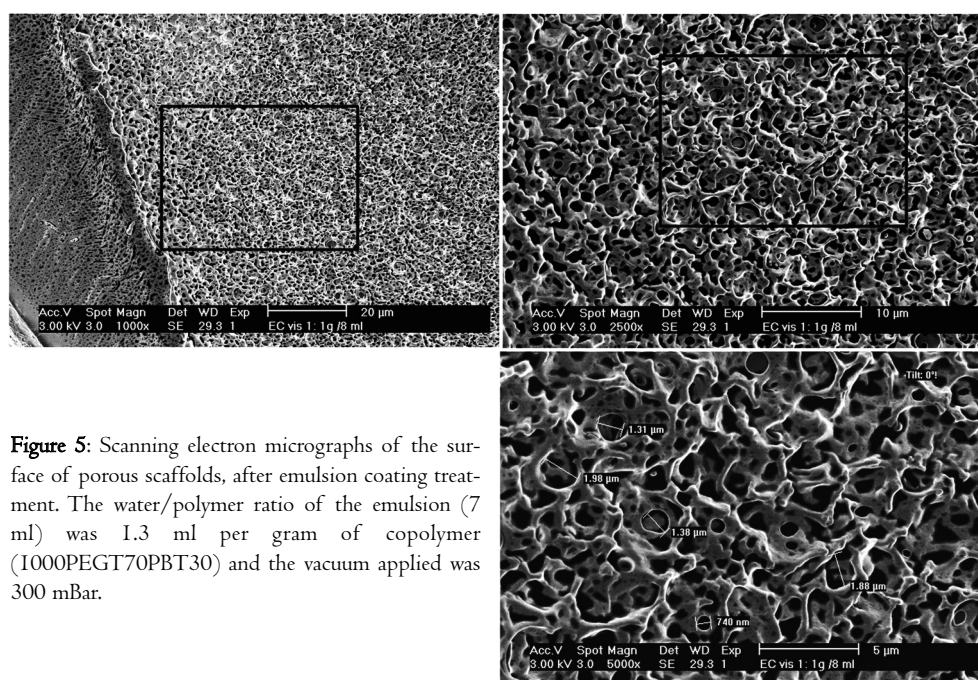 Acc.V Spot Magn Det WD Exp 20 µm
3.00 kV 3.0 1000x SE 29.3 1 EC vis 1: 1g /8 ml
Acc.V Spot Magn Det WD Exp 10 µm
3.00 kV 3.0 2500x SE 29.3 1 EC vis 1: 1g /8 ml
Tilt: 0°!
1.31 µm
1.98 µm
1.38 µm
1.88 µm
740 nm
Acc.V Spot Magn Det WD Exp 5 µm
3.00 kV 3.0 5000x SE 29.3 1 EC vis 1: 1g /8 ml
Figure 5: Scanning electron micrographs of the sur-
face of porous scaffolds, after emulsion coating treat-
ment. The water/polymer ratio of the emulsion (7
ml) was 1.3 ml per gram of copolymer
(1000PEGT70PBT30) and the vacuum applied was
300 mBar.